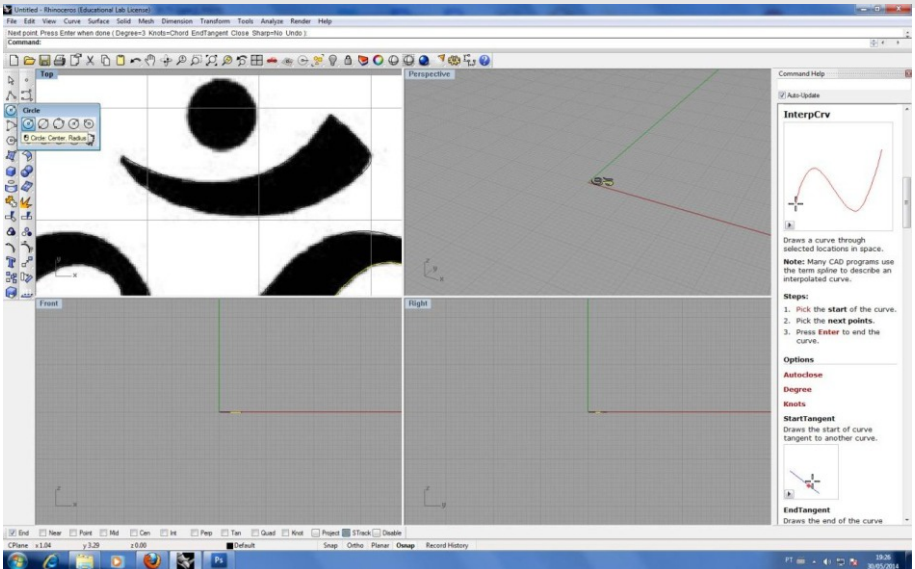 Untitled - Rhinoceros (Educational Lab License)
File Edit View Curve Surface Solid Mesh Dimension Transform Tools Analyze Render Help
Next point. Press Enter when done ( Degree=3 Knots=Chord EndTangent Close Sharp=No Undo ):
Command:
Top
Circle
Circle: Center, Radius
y
x
Perspective
z
y
x
Front
z
x
Right
z
y
Command Help
Auto-Update
InterpCrv
Draws a curve through
selected locations in space.
Note: Many CAD programs use
the term spline to describe an
interpolated curve.
Steps:
1. Pick the start of the curve.
2. Pick the next points.
3. Press Enter to end the
curve.
Options
Autoclose
Degree
Knots
StartTangent
Draws the start of curve
tangent to another curve.
EndTangent
Draws the end of the curve
End Near Point Mid Cen Int Perp Tan Quad Knot Project STrack Disable
CPlane x 1.04 y 3.29 z 0.00 Default Snap Ortho Planar Osnap Record History
Ps
PT 19:26
30/05/2014